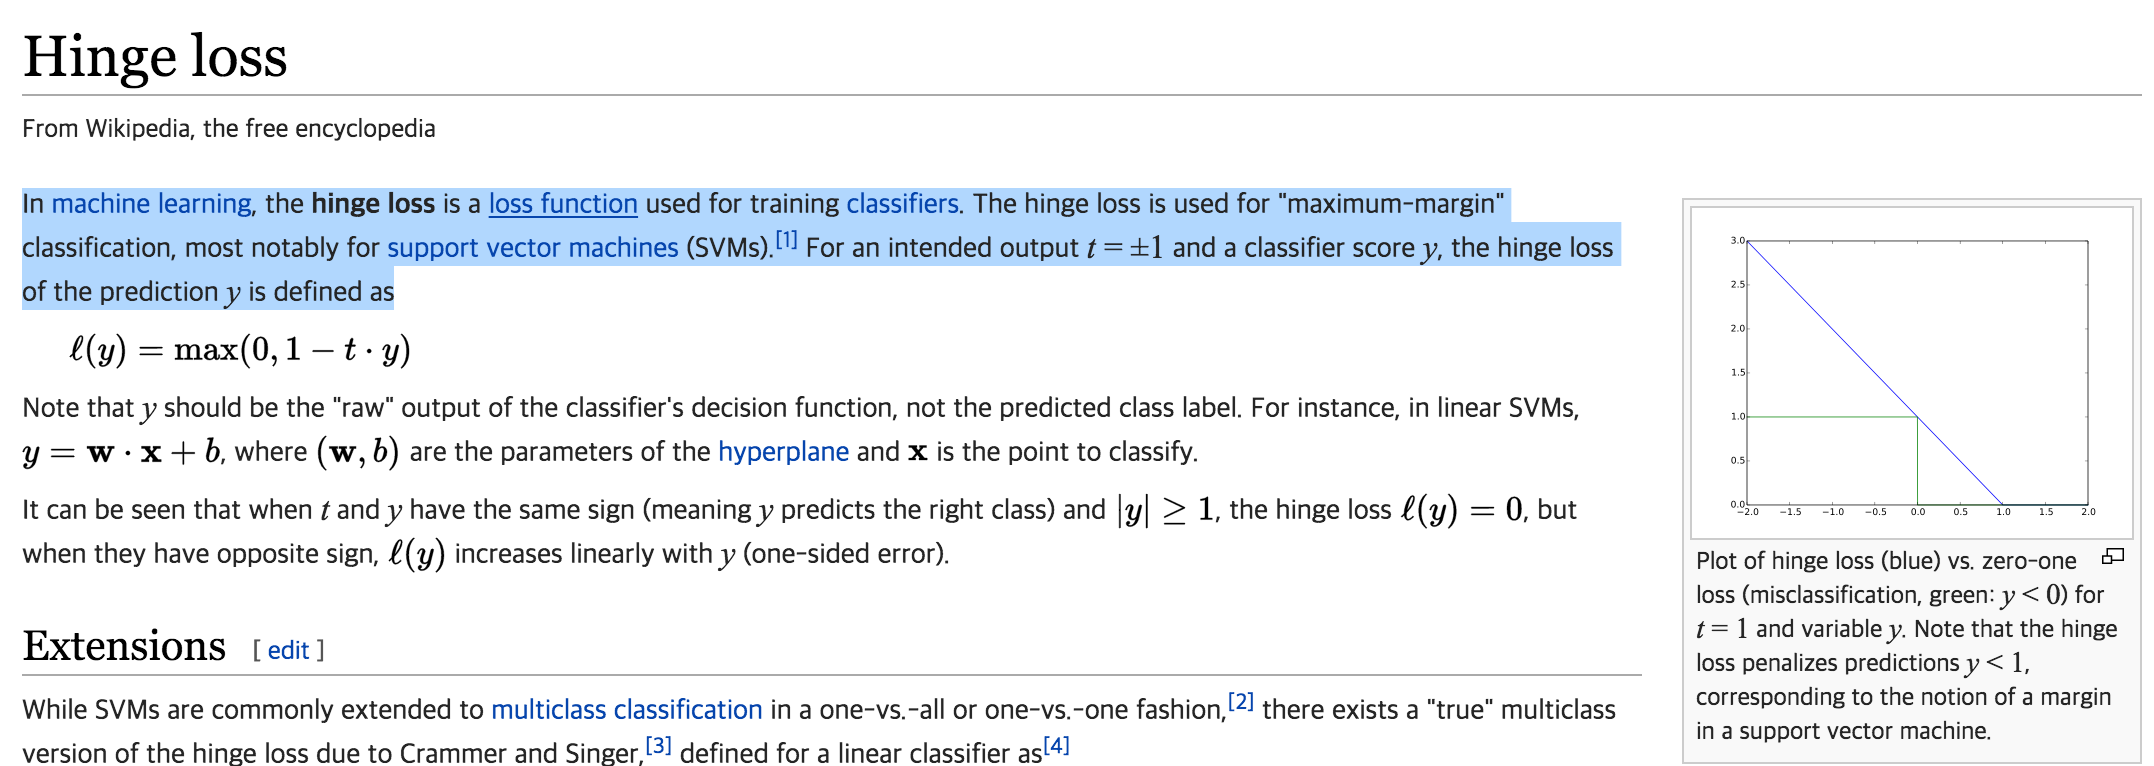 Hinge loss
From Wikipedia, the free encyclopedia
In machine learning, the hinge loss is a loss function used for training classifiers. The hinge loss is used for "maximum-margin"
classification, most notably for support vector machines (SVMs).[1] For an intended output t = ±1 and a classifier score y, the hinge loss
of the prediction y is defined as
ℓ(y) = max(0, 1 − t · y)
Note that y should be the "raw" output of the classifier's decision function, not the predicted class label. For instance, in linear SVMs,
y = w · x + b, where (w, b) are the parameters of the hyperplane and x is the point to classify.
It can be seen that when t and y have the same sign (meaning y predicts the right class) and |y| ≥ 1, the hinge loss ℓ(y) = 0, but
when they have opposite sign, ℓ(y) increases linearly with y (one-sided error).
Extensions [ edit ]
While SVMs are commonly extended to multiclass classification in a one-vs.-all or one-vs.-one fashion,[2] there exists a "true" multiclass
version of the hinge loss due to Crammer and Singer,[3] defined for a linear classifier as[4]
3.0
2.5
2.0
1.5
1.0
0.5
0.0
−2.0 −1.5 −1.0 −0.5 0.0 0.5 1.0 1.5 2.0
Plot of hinge loss (blue) vs. zero-one
loss (misclassification, green: y < 0) for
t = 1 and variable y. Note that the hinge
loss penalizes predictions y < 1,
corresponding to the notion of a margin
in a support vector machine.